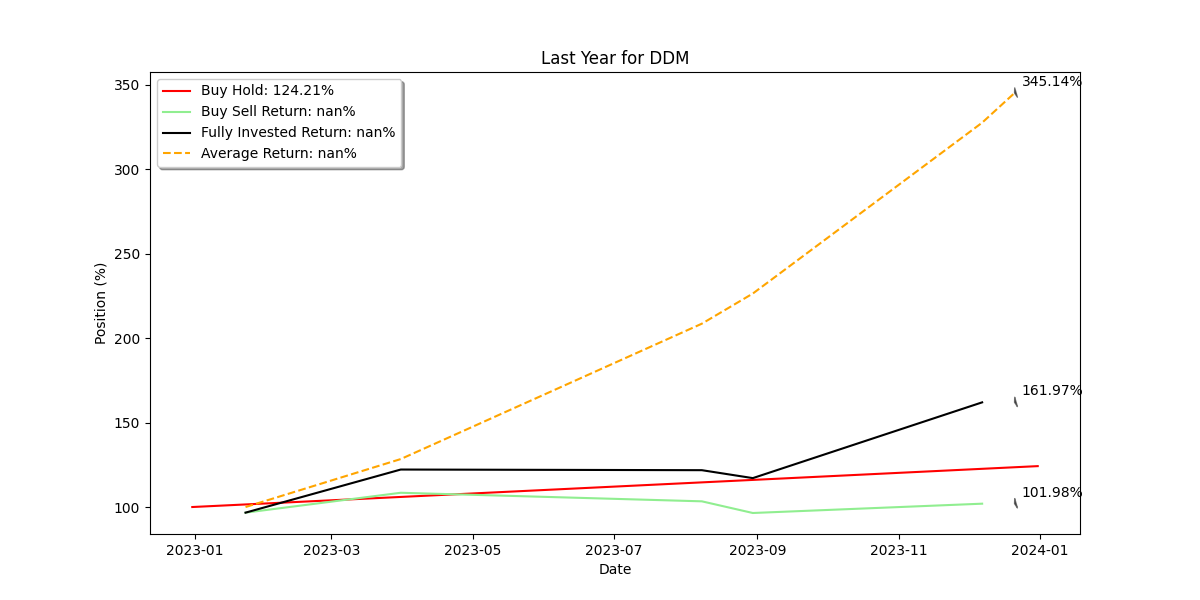 Last Year for DDM
345.14%
350
Buy Hold: 124.21%
Buy Sell Return: nan%
Fully Invested Return: nan%
Average Return: nan%
300
250
Position (%)
200
161.97%
150
101.98%
100
2023-01 2023-03 2023-05 2023-07 2023-09 2023-11 2024-01
Date